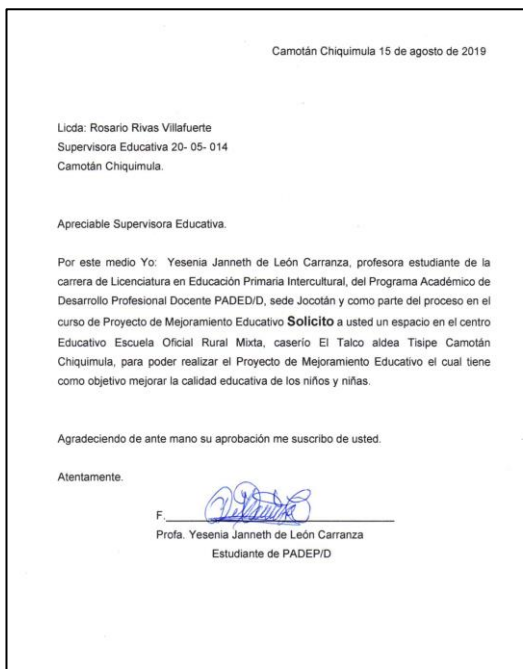 Camotán Chiquimula 15 de agosto de 2019
Licda: Rosario Rivas Villafuerte
Supervisora Educativa 20- 05- 014
Camotán Chiquimula.
Apreciable Supervisora Educativa.
Por este medio Yo: Yesenia Janneth de León Carranza, profesora estudiante de la
carrera de Licenciatura en Educación Primaria Intercultural, del Programa Académico de
Desarrollo Profesional Docente PADED/D, sede Jocotán y como parte del proceso en el
curso de Proyecto de Mejoramiento Educativo Solicito a usted un espacio en el centro
Educativo Escuela Oficial Rural Mixta, caserío El Talco aldea Tisipe Camotán
Chiquimula, para poder realizar el Proyecto de Mejoramiento Educativo el cual tiene
como objetivo mejorar la calidad educativa de los niños y niñas.
Agradeciendo de ante mano su aprobación me suscribo de usted.
Atentamente.
F.
Profa. Yesenia Janneth de León Carranza
Estudiante de PADEP/D